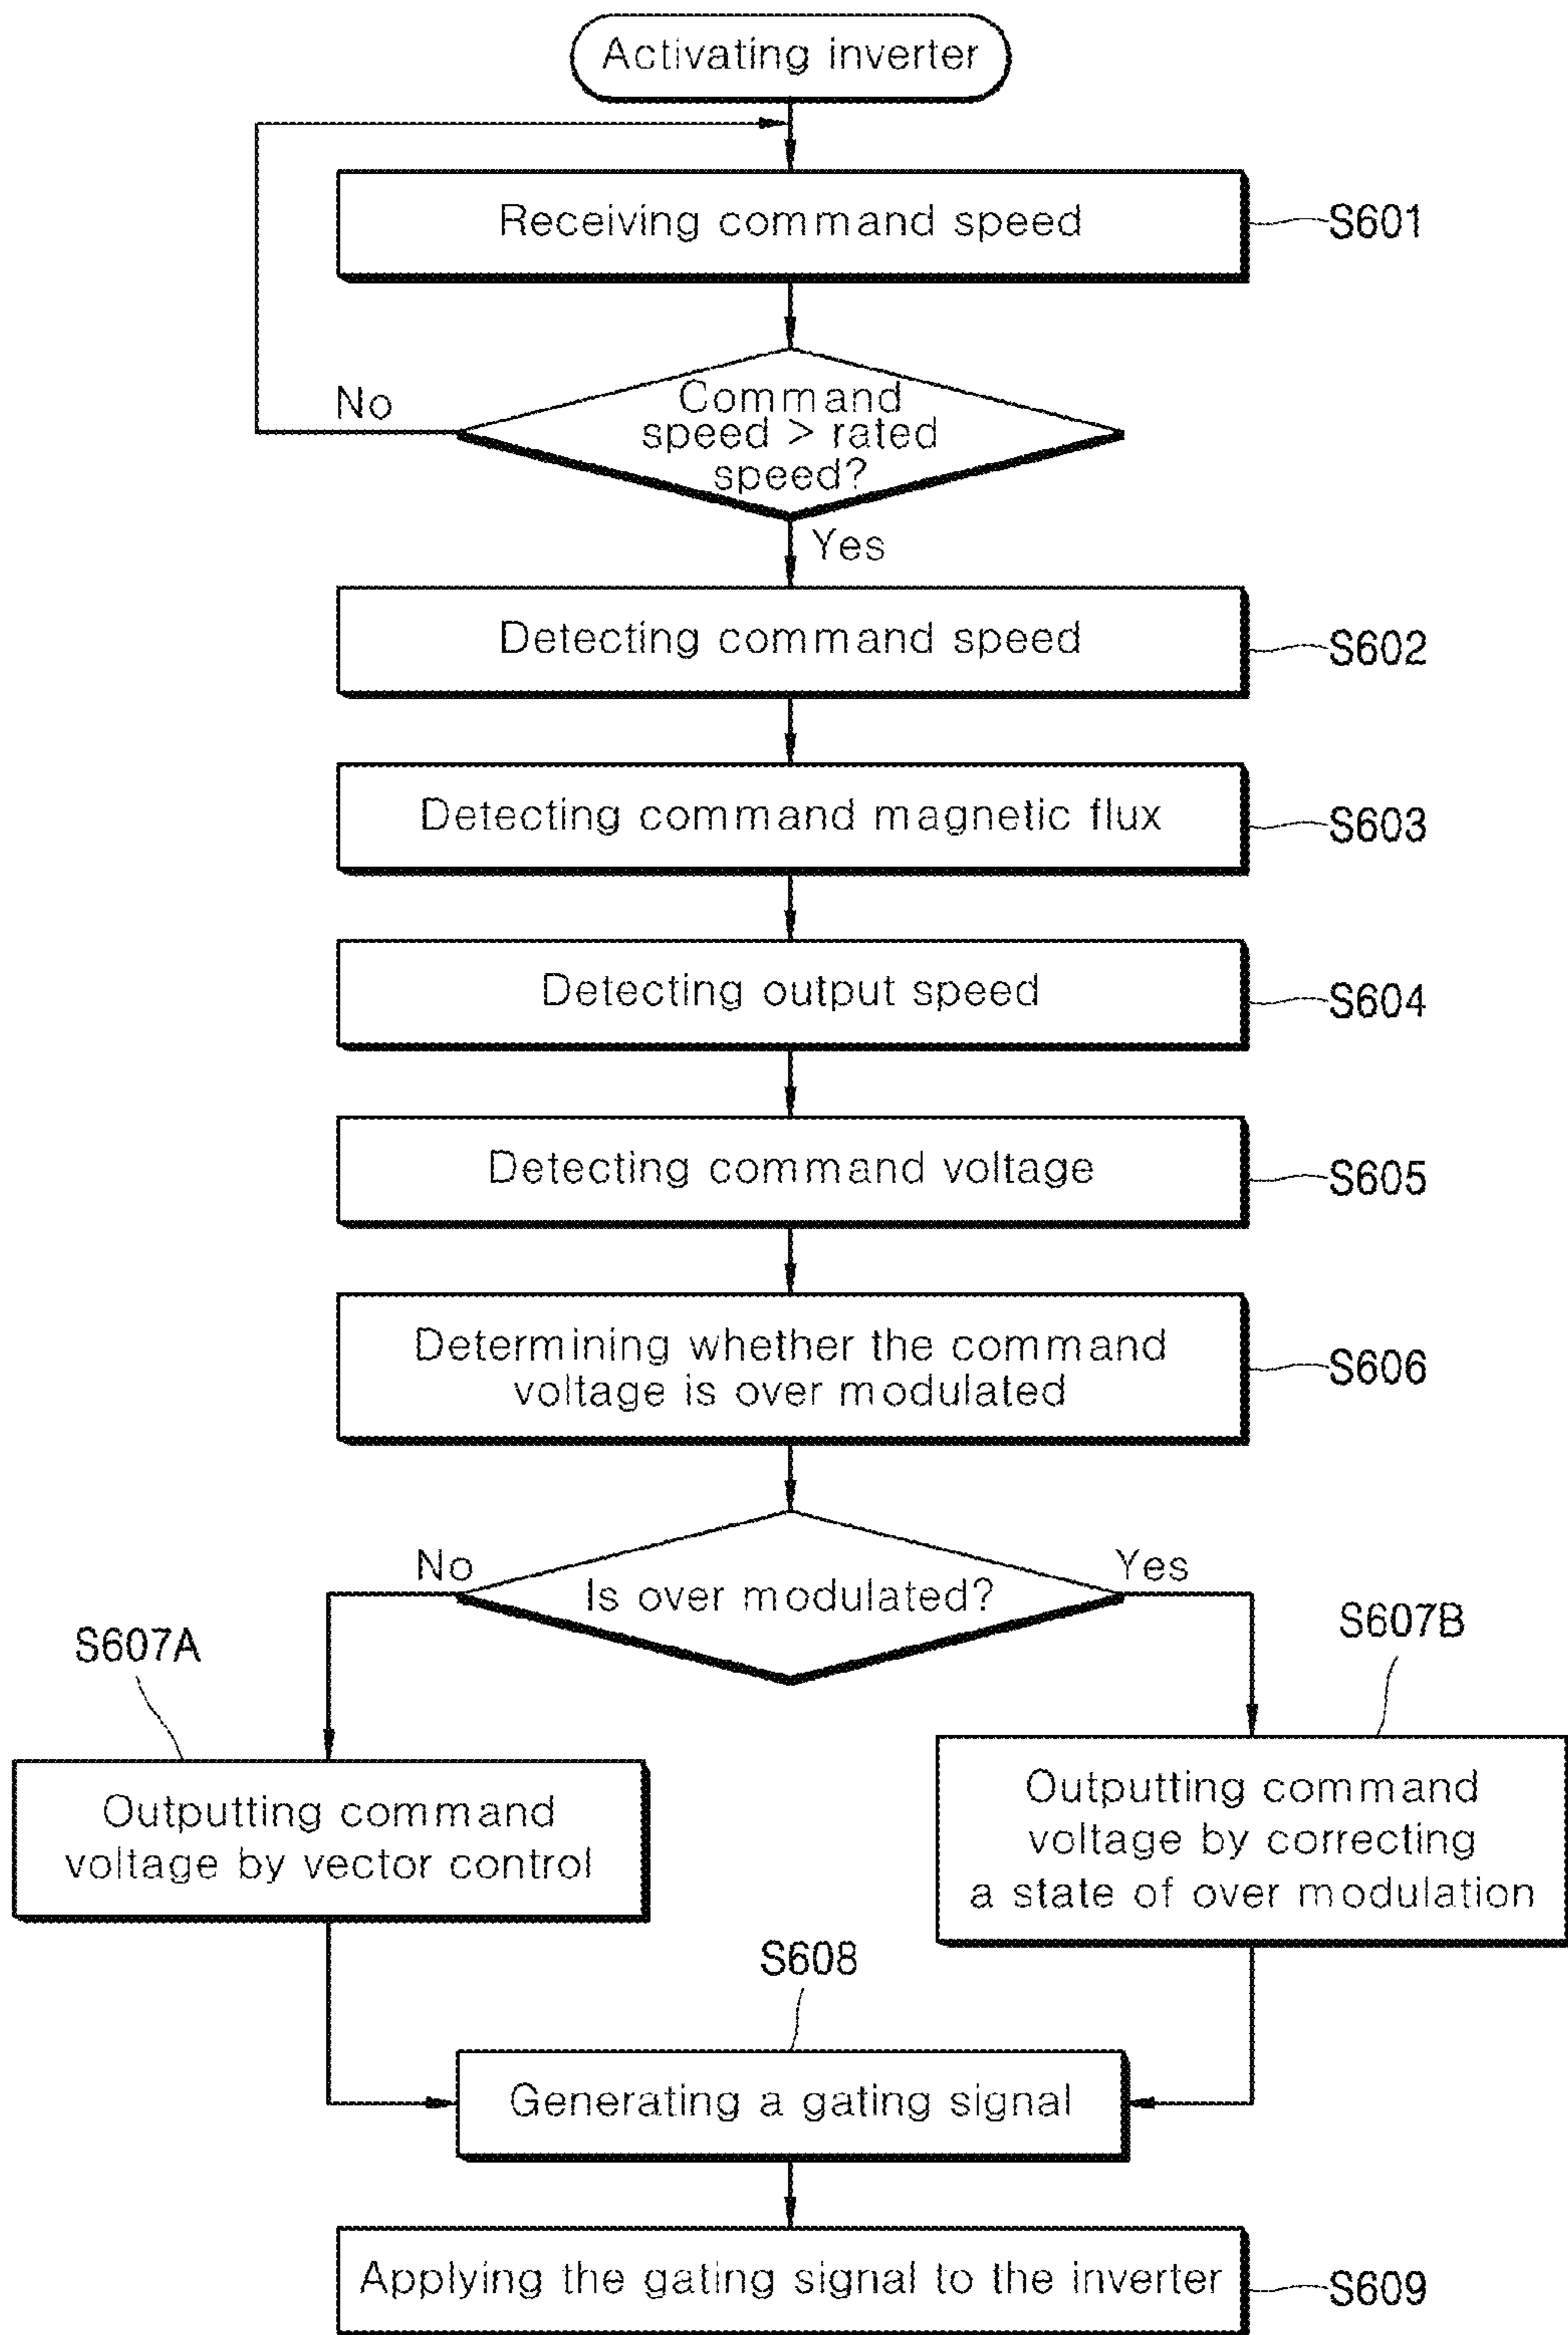 Activating inverter
Receiving command speed
S601
Command
speed > rated
speed?
No
Yes
Detecting command speed
S602
Detecting command magnetic flux
S603
Detecting output speed
S604
Detecting command voltage
S605
Determining whether the command
voltage is over modulated
S606
Is over modulated?
No
Yes
S607A
S607B
Outputting command
voltage by vector control
Outputting command
voltage by correcting
a state of over modulation
S608
Generating a gating signal
Applying the gating signal to the inverter
S609